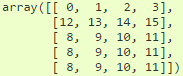 array([[ 0,  1,  2,  3],
       [12, 13, 14, 15],
       [ 8,  9, 10, 11],
       [ 8,  9, 10, 11],
       [ 8,  9, 10, 11]])